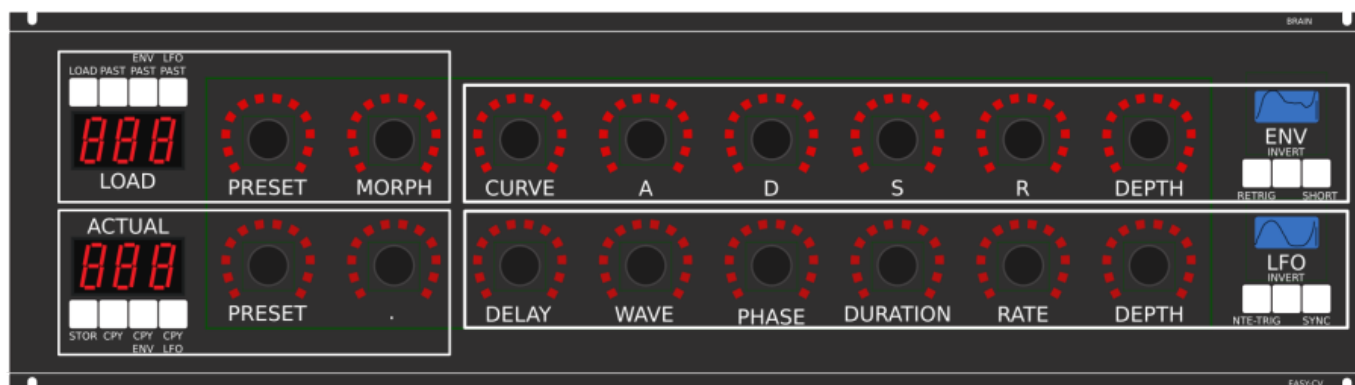 BRAIN
ENV LFO
LOAD PAST PAST PAST
888
LOAD
PRESET MORPH
CURVE A D S R DEPTH
ENV
INVERT
RETRIG SHORT
ACTUAL
888
STOR CPY CPY CPY
ENV LFO
PRESET .
DELAY WAVE PHASE DURATION RATE DEPTH
LFO
INVERT
NTE-TRIG SYNC
EASY-CV